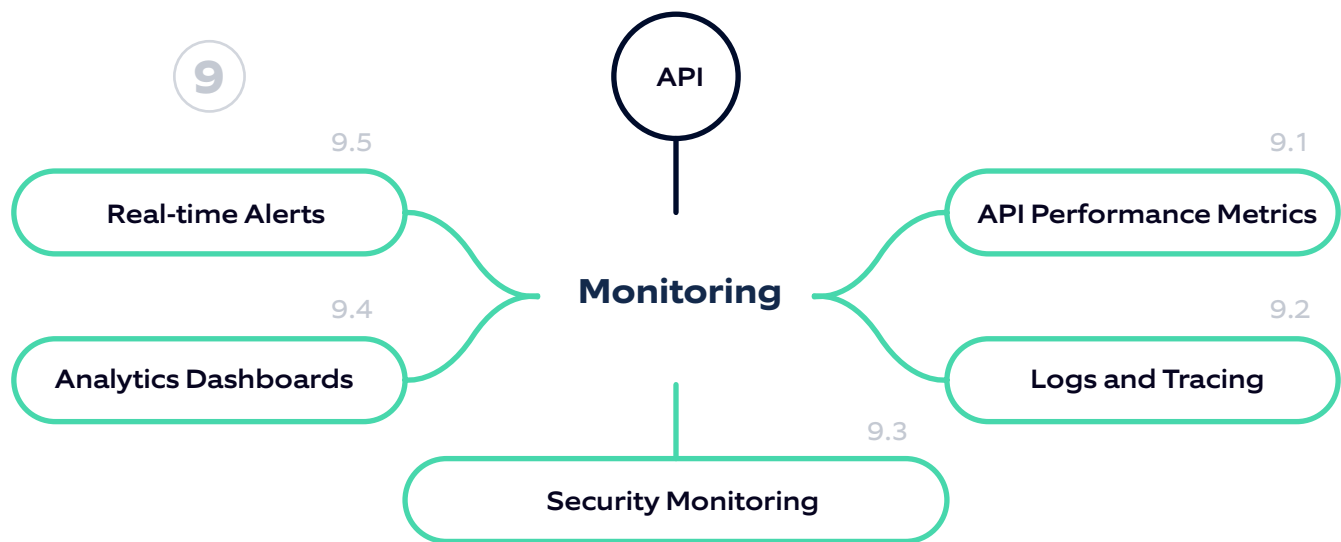 9
API
9.5
Real-time Alerts
9.1
API Performance Metrics
Monitoring
9.4
Analytics Dashboards
9.2
Logs and Tracing
9.3
Security Monitoring